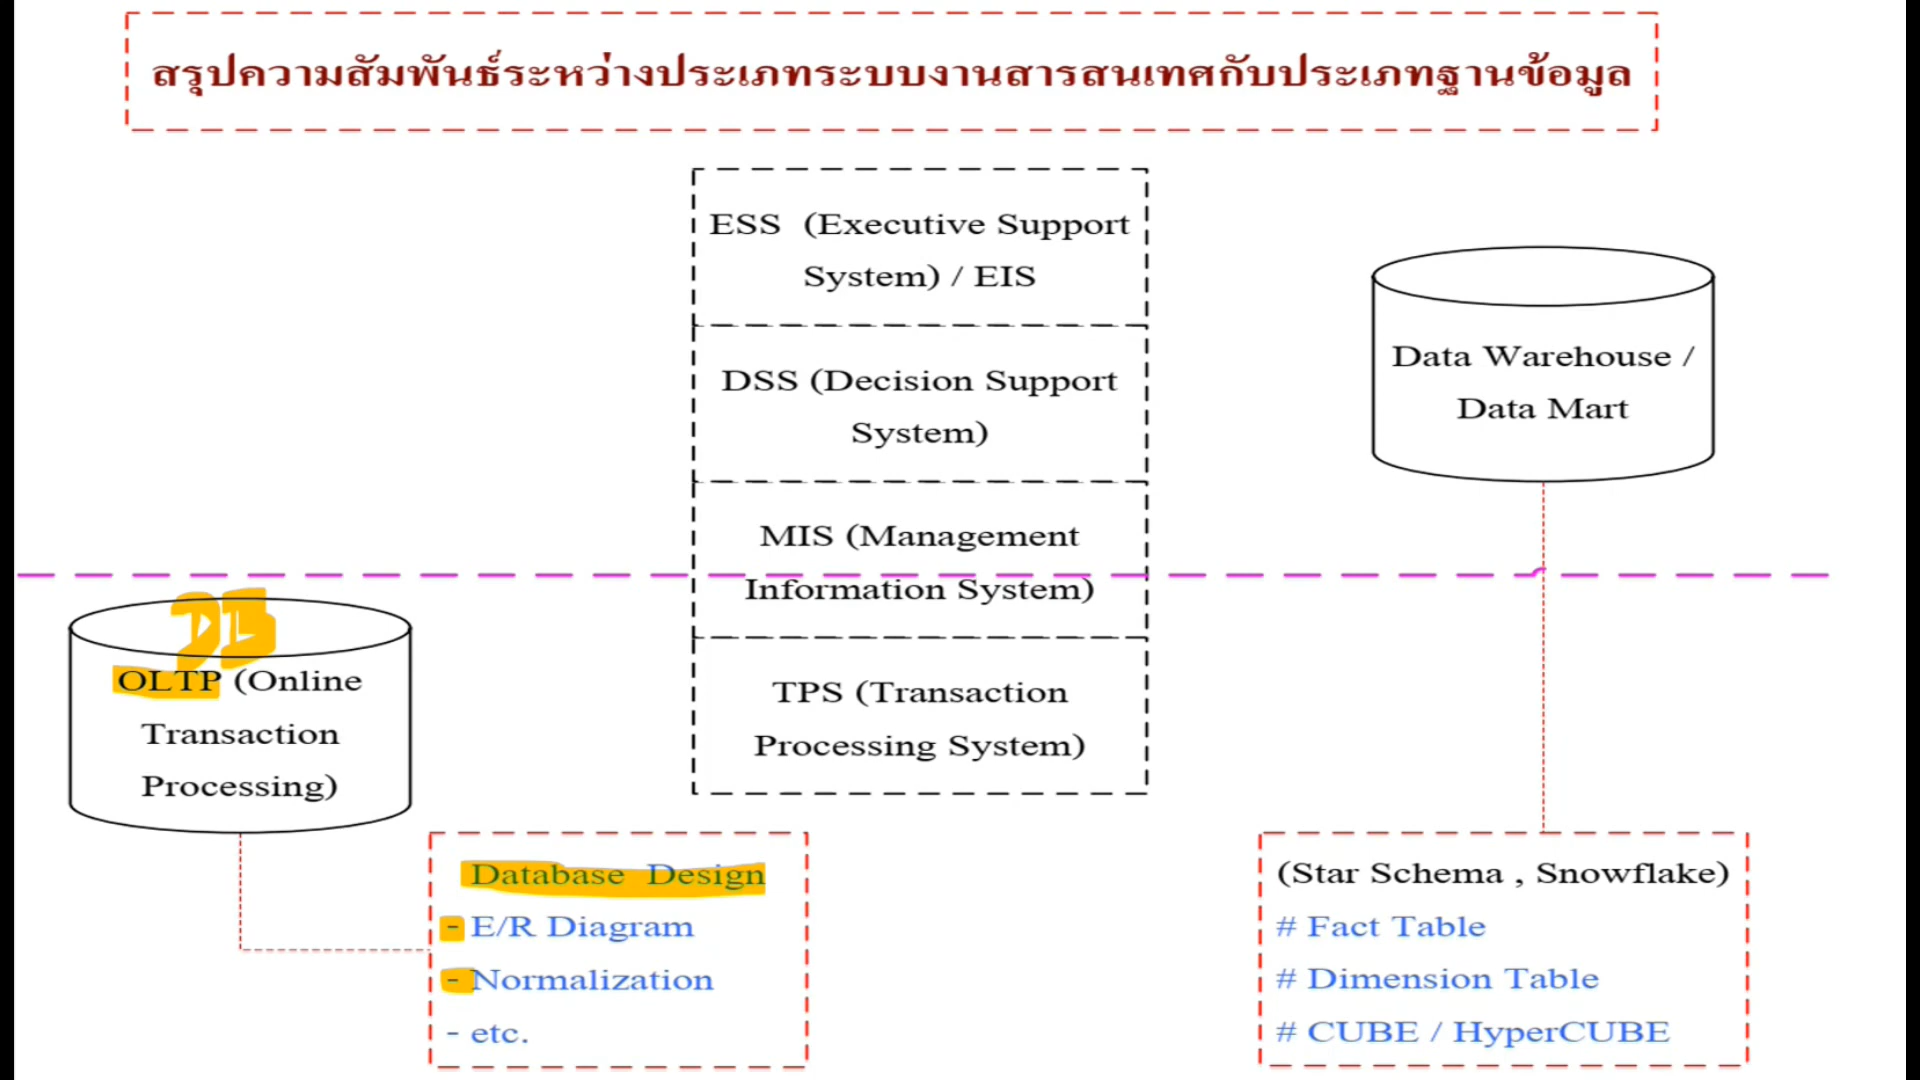 สรุปความสัมพันธ์ระหว่างประเภทระบบงานสารสนเทศกับประเภทฐานข้อมูล
ESS (Executive Support
System) / EIS
DSS (Decision Support
System)
MIS (Management
Information System)
TPS (Transaction
Processing System)
Data Warehouse /
Data Mart
DB
OLTP (Online
Transaction
Processing)
Database Design
- E/R Diagram
- Normalization
- etc.
(Star Schema , Snowflake)
# Fact Table
# Dimension Table
# CUBE / HyperCUBE